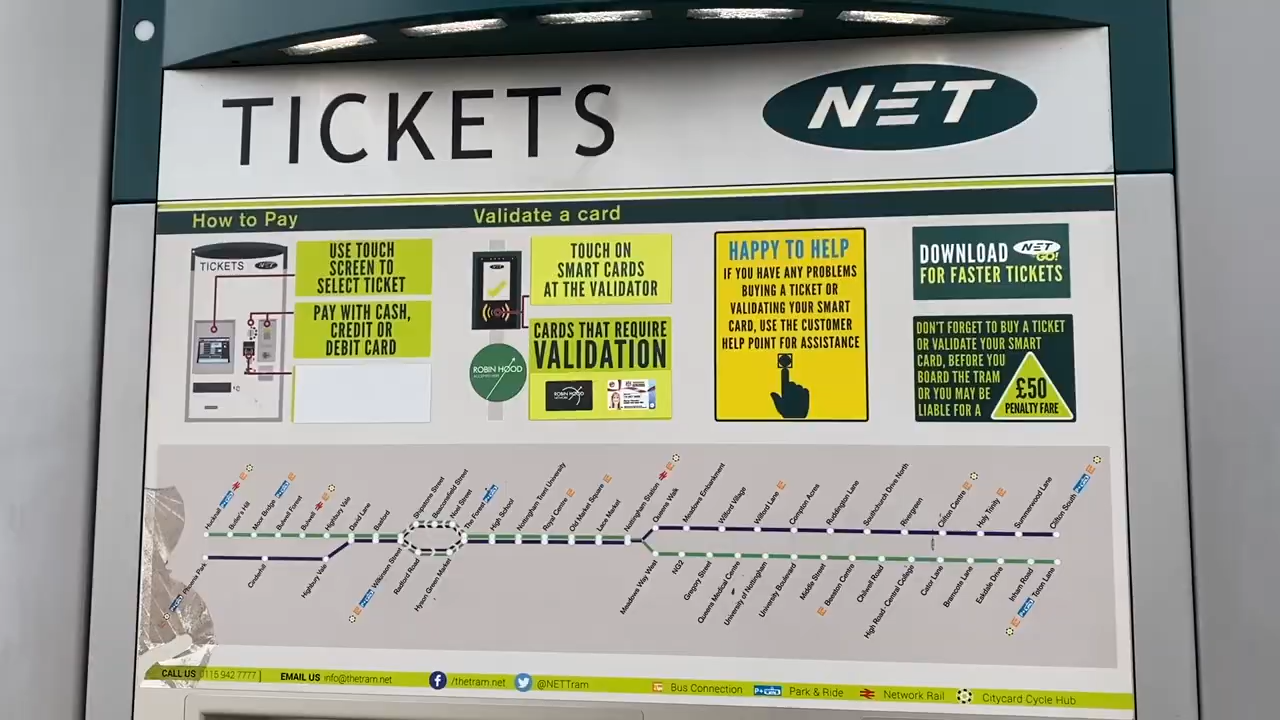 TICKETS
NET
How to Pay
Validate a card
TICKETS NET
USE TOUCH
SCREEN TO
SELECT TICKET
PAY WITH CASH,
CREDIT OR
DEBIT CARD
TOUCH ON
SMART CARDS
AT THE VALIDATOR
ROBIN HOOD
CARDS THAT REQUIRE
VALIDATION
ROBIN HOOD
HAPPY TO HELP
IF YOU HAVE ANY PROBLEMS
BUYING A TICKET OR
VALIDATING YOUR SMART
CARD, USE THE CUSTOMER
HELP POINT FOR ASSISTANCE
DOWNLOAD NET GO!
FOR FASTER TICKETS
DON'T FORGET TO BUY A TICKET
OR VALIDATE YOUR SMART
CARD, BEFORE YOU
BOARD THE TRAM
OR YOU MAY BE
LIABLE FOR A
£50
PENALTY FARE
Hucknall
Butler's Hill
Moor Bridge
Bulwell Forest
Bulwell
Highbury Vale
David Lane
Basford
Shipstone Street
Beaconsfield Street
Noel Street
The Forest
High School
Nottingham Trent University
Royal Centre
Old Market Square
Lace Market
Nottingham Station
Queens Walk
Meadows Embankment
Wilford Village
Wilford Lane
Compton Acres
Ruddington Lane
Southchurch Drive North
Rivergreen
Clifton Centre
Holy Trinity
Summerwood Lane
Clifton South
Phoenix Park
Cinderhill
Highbury Vale
Wilkinson Street
Radford Road
Hyson Green Market
Meadows Way West
NG2
Gregory Street
Queens Medical Centre
University of Nottingham
University Boulevard
Middle Street
Beeston Centre
Chilwell Road
High Road - Central College
Cator Lane
Bramcote Lane
Eskdale Drive
Inham Road
Toton Lane
CALL US 0115 942 7777 | EMAIL US info@thetram.net /thetram.net @NETTram Bus Connection Park & Ride Network Rail Citycard Cycle Hub